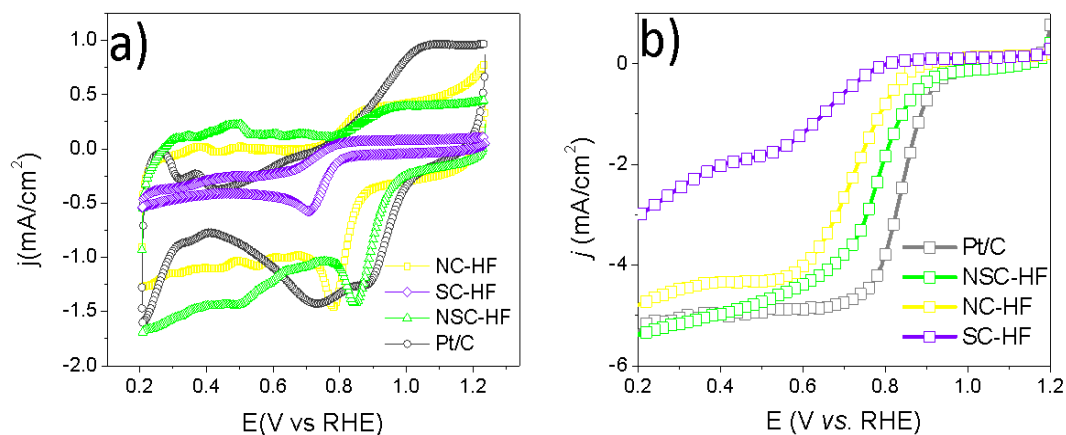 a)
1.0
0.5
0.0
-0.5
-1.0
-1.5
-2.0
j(mA/cm²)
NC-HF
SC-HF
NSC-HF
Pt/C
0.2 0.4 0.6 0.8 1.0 1.2
E(V vs RHE)
b)
0
-2
-4
-6
j (mA/cm²)
Pt/C
NSC-HF
NC-HF
SC-HF
0.2 0.4 0.6 0.8 1.0 1.2
E (V vs. RHE)